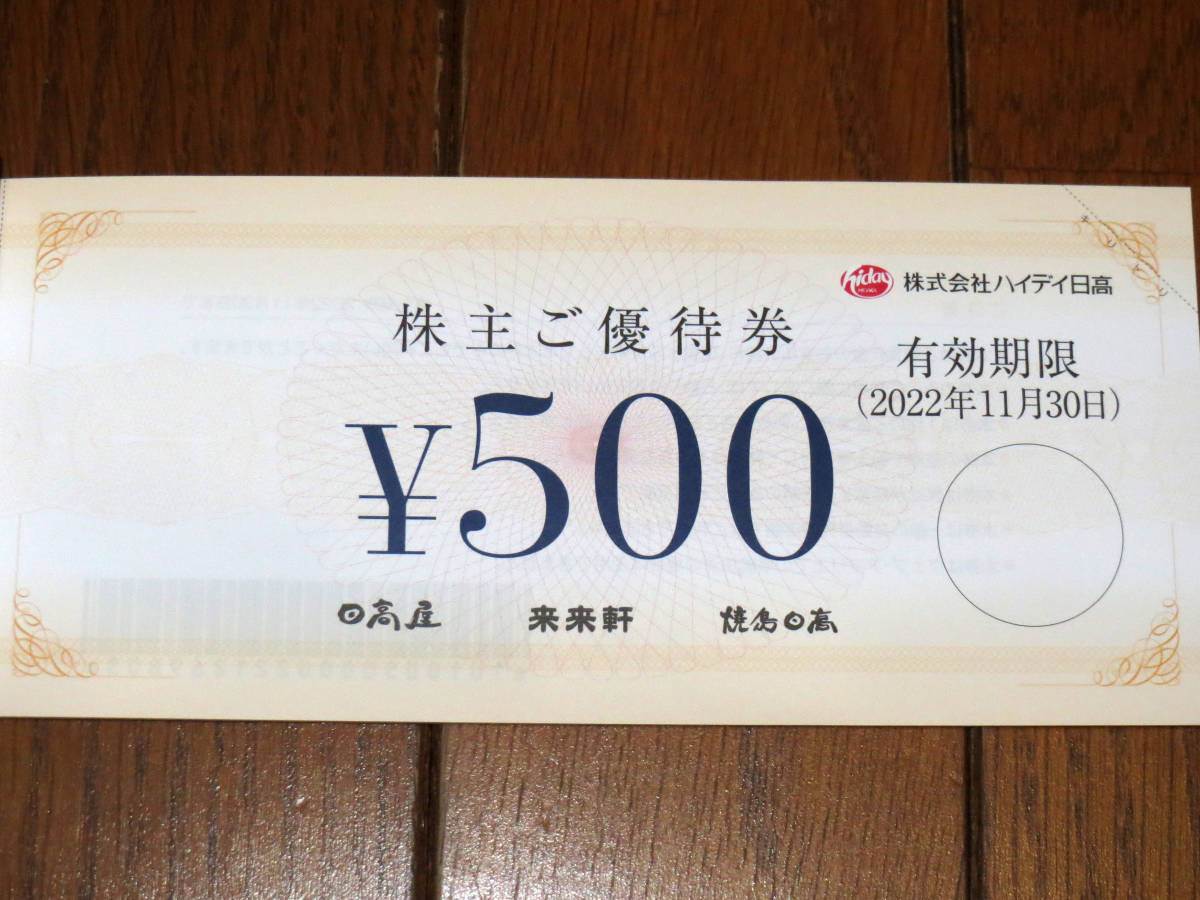 hiday
HIDAKA
株式会社ハイデイ日高
株主ご優待券
有効期限
(2022年11月30日)
¥500
日高屋 来来軒 焼鳥日高